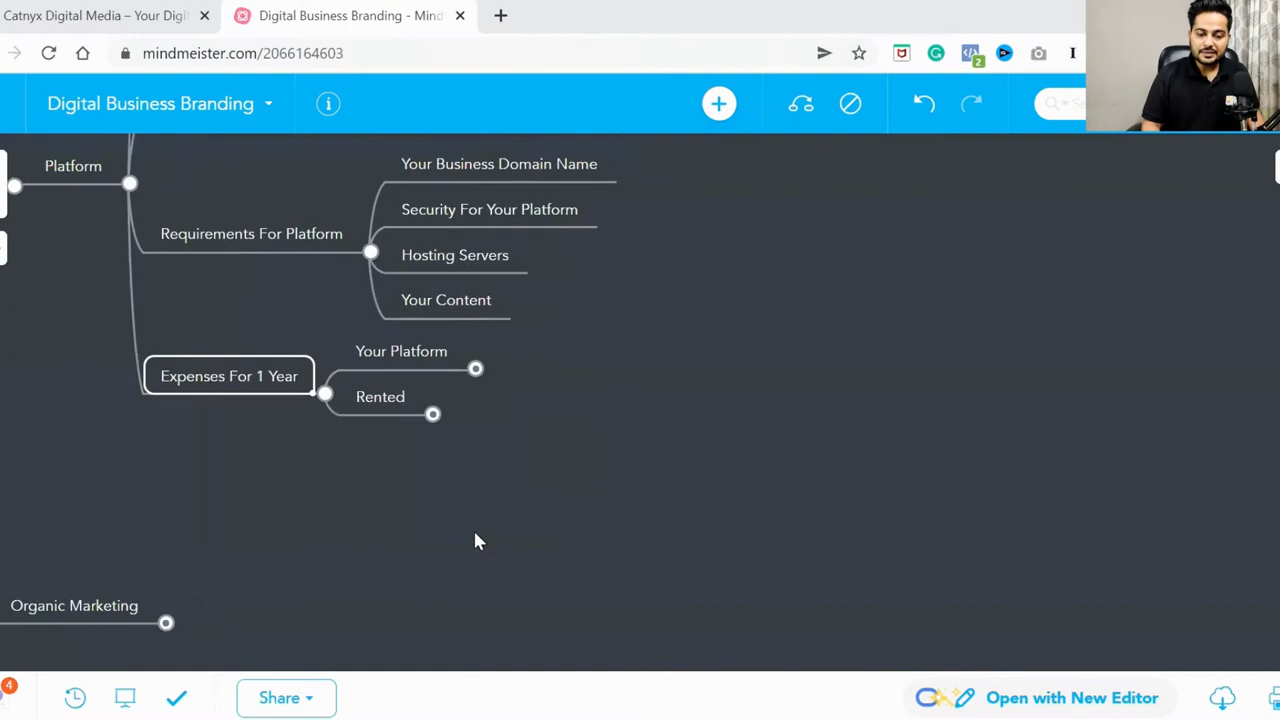 Catnyx Digital Media – Your Digi
Digital Business Branding - Mind
mindmeister.com/2066164603
2
Digital Business Branding
Platform
Your Business Domain Name
Security For Your Platform
Requirements For Platform
Hosting Servers
Your Content
Your Platform
Expenses For 1 Year
Rented
Organic Marketing
4
Share
Open with New Editor